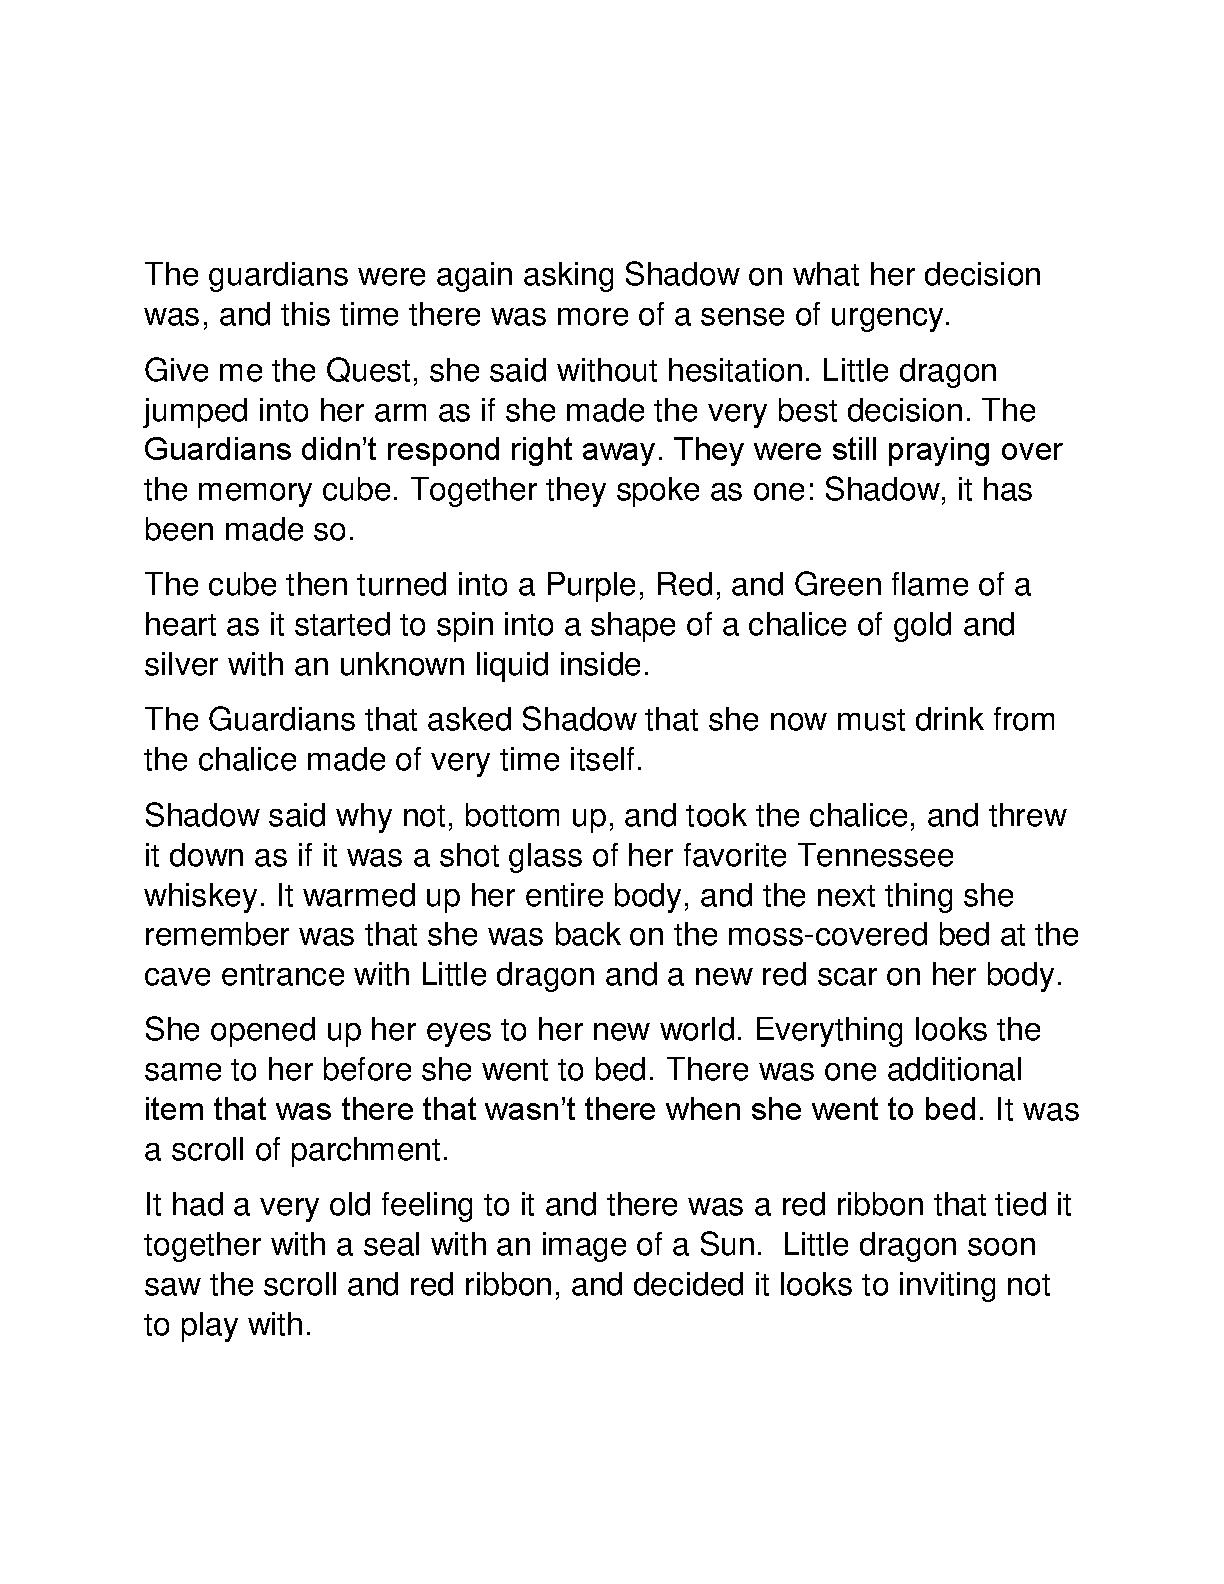 The guardians were again asking Shadow on what her decision
was, and this time there was more of a sense of urgency.
Give me the Quest, she said without hesitation. Little dragon
jumped into her arm as if she made the very best decision. The
Guardians didn’t respond right away. They were still praying over
the memory cube. Together they spoke as one: Shadow, it has
been made so.
The cube then turned into a Purple, Red, and Green flame of a
heart as it started to spin into a shape of a chalice of gold and
silver with an unknown liquid inside.
The Guardians that asked Shadow that she now must drink from
the chalice made of very time itself.
Shadow said why not, bottom up, and took the chalice, and threw
it down as if it was a shot glass of her favorite Tennessee
whiskey. It warmed up her entire body, and the next thing she
remember was that she was back on the moss-covered bed at the
cave entrance with Little dragon and a new red scar on her body.
She opened up her eyes to her new world. Everything looks the
same to her before she went to bed. There was one additional
item that was there that wasn’t there when she went to bed. It was
a scroll of parchment.
It had a very old feeling to it and there was a red ribbon that tied it
together with a seal with an image of a Sun.  Little dragon soon
saw the scroll and red ribbon, and decided it looks to inviting not
to play with.